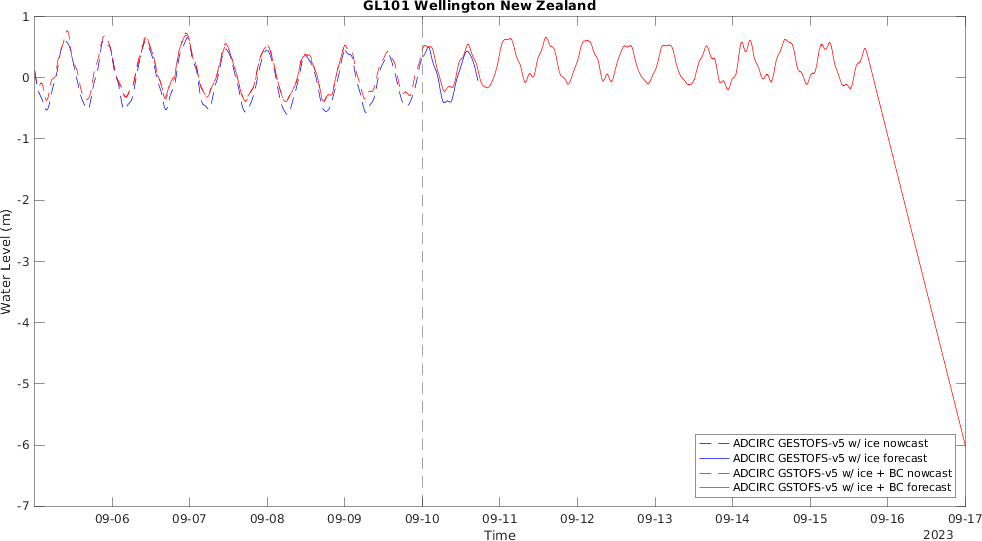 GL101 Wellington New Zealand
1
0
-1
-2
-3
-4
-5
-6
-7
Water Level (m)
ADCIRC GESTOFS-v5 w/ ice nowcast
ADCIRC GESTOFS-v5 w/ ice forecast
ADCIRC GSTOFS-v5 w/ ice + BC nowcast
ADCIRC GSTOFS-v5 w/ ice + BC forecast
09-06 09-07 09-08 09-09 09-10 09-11 09-12 09-13 09-14 09-15 09-16 09-17
Time
2023